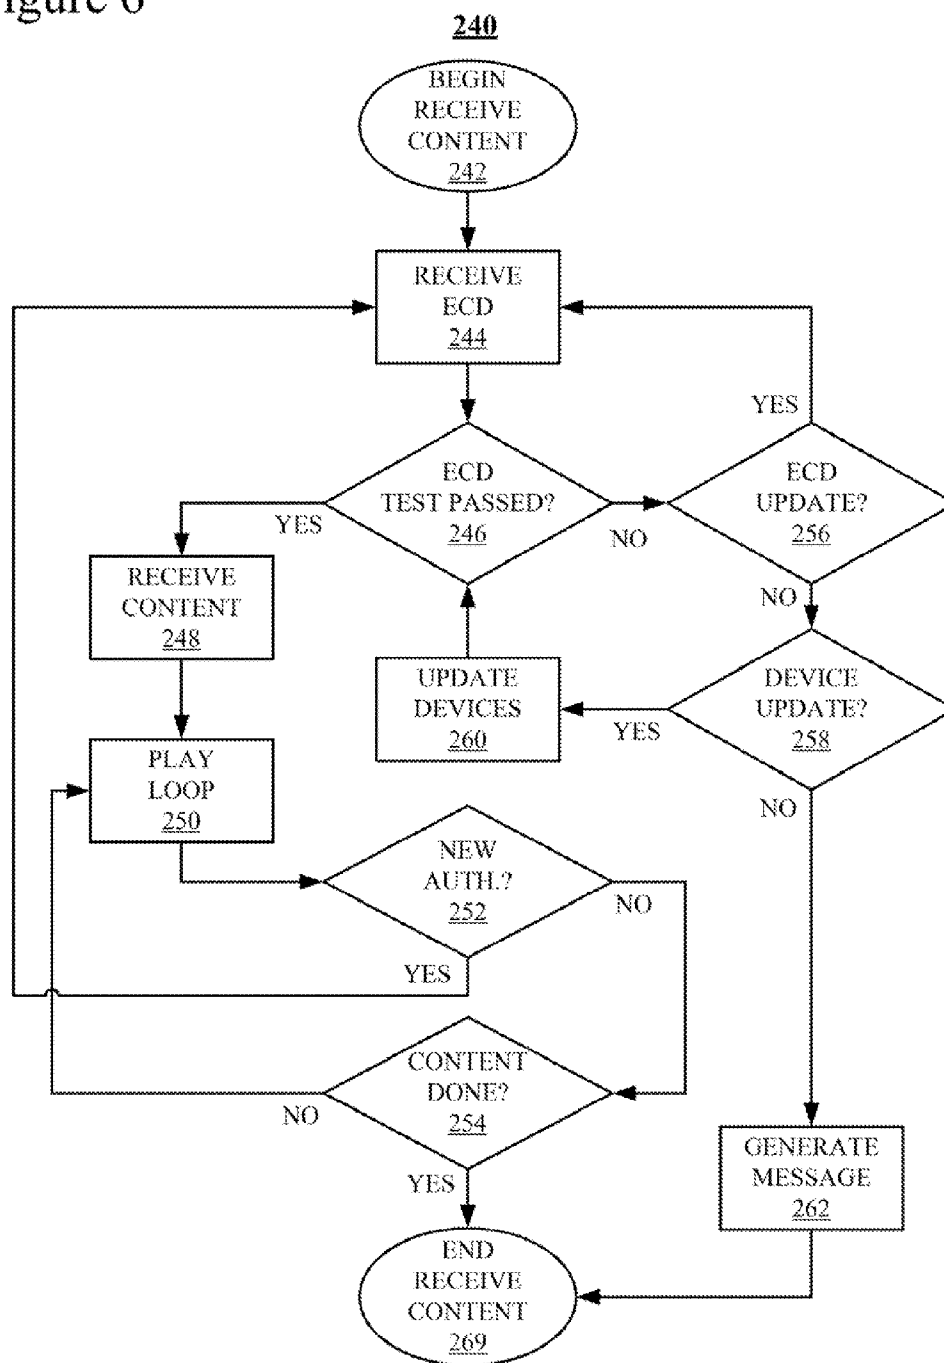 igure 6
240
BEGIN
RECEIVE
CONTENT
242
RECEIVE
ECD
244
YES
ECD
TEST PASSED?
246
YES
NO
ECD
UPDATE?
256
NO
RECEIVE
CONTENT
248
UPDATE
DEVICES
260
DEVICE
UPDATE?
258
YES
NO
PLAY
LOOP
250
NEW
AUTH.?
252
NO
YES
CONTENT
DONE?
254
NO
YES
GENERATE
MESSAGE
262
END
RECEIVE
CONTENT
269